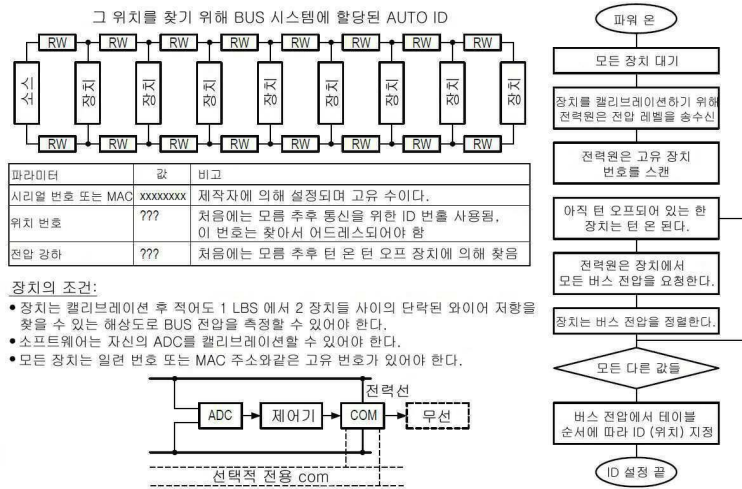 그 위치를 찾기 위해 BUS 시스템에 할당된 AUTO ID
RW RW RW RW RW RW RW RW
소스 장치 장치 장치 장치 장치 장치 장치 장치
RW RW RW RW RW RW RW RW
파라미터 값 비고
시리얼 번호 또는 MAC xxxxxxxx 제작자에 의해 설정되며 고유 수이다.
위치 번호 ??? 처음에는 모름 추후 통신을 위한 ID 번홀 사용됨,
이 번호는 찾아서 어드레스되어야 함
전압 강하 ??? 처음에는 모름 추후 턴 온 턴 오프 장치에 의해 찾음
장치의 조건:
• 장치는 캘리브레이션 후 적어도 1 LBS 에서 2 장치들 사이의 단락된 와이어 저항을
찾을 수 있는 해상도로 BUS 전압을 측정할 수 있어야 한다.
• 소프트웨어는 자신의 ADC를 캘리브레이션할 수 있어야 한다.
• 모든 장치는 일련 번호 또는 MAC 주소와같은 고유 번호가 있어야 한다.
전력선
ADC 제어기 COM 무선
선택적 전용 com
파워 온
모든 장치 대기
장치를 캘리브레이션하기 위해
전력원은 전압 레벨을 송수신
전력원은 고유 장치
번호를 스캔
아직 턴 오프되어 있는 한
장치는 턴 온 된다.
전력원은 장치에서
모든 버스 전압을 요청한다.
장치는 버스 전압을 정렬한다.
모든 다른 값들
버스 전압에서 테이블
순서에 따라 ID (위치) 지정
ID 설정 끝